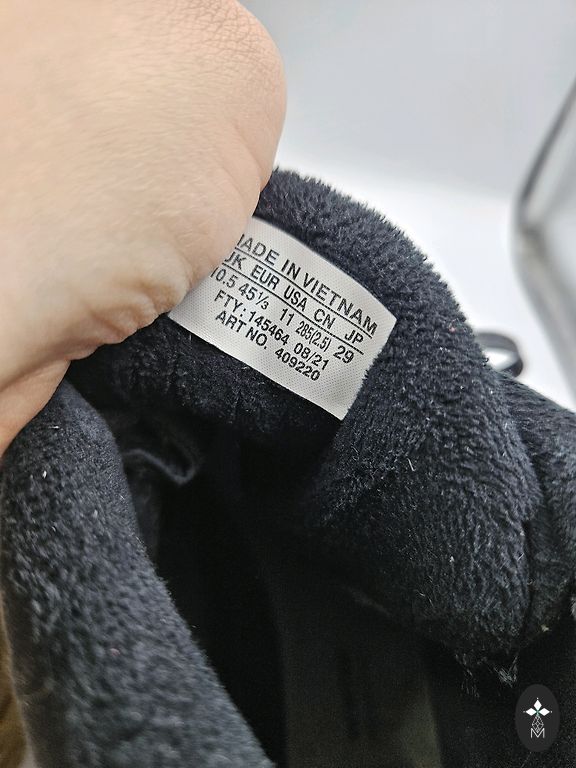 MADE IN VIETNAM
UK EUR USA CN JP
10.5 45⅓ 11 285(2.5) 29
FTY: 145464 08/21
ART NO 409220
M